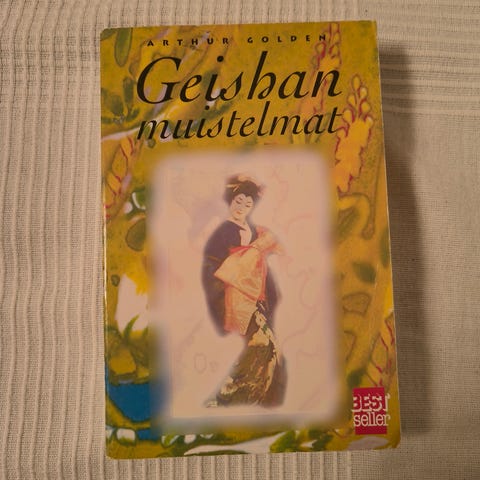 ARTHUR GOLDEN
Geishan
muistelmat
BEST
seller